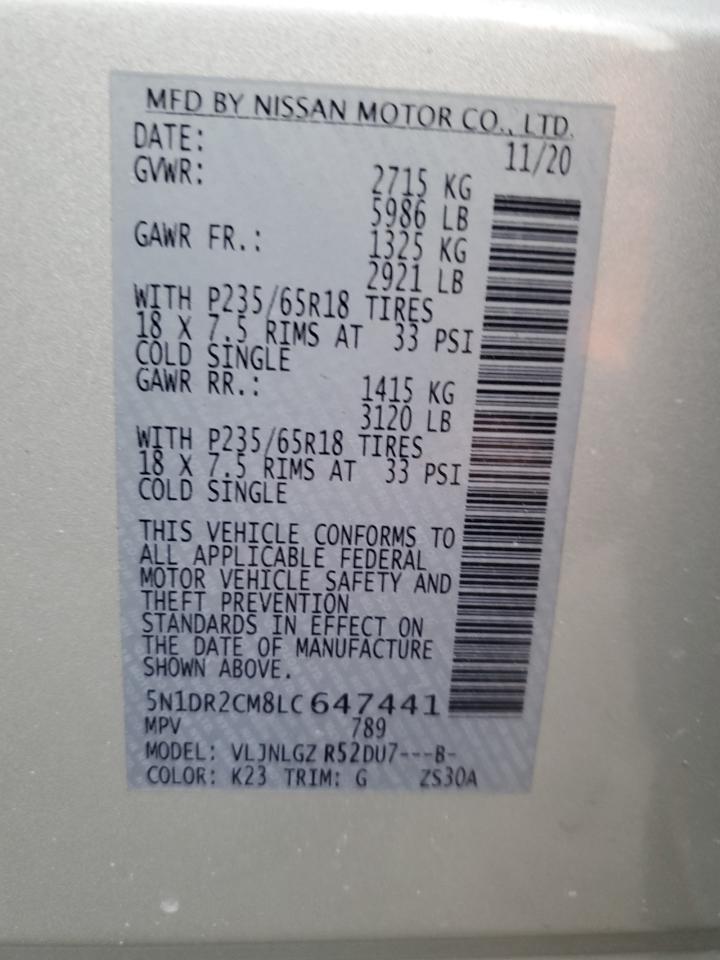 MFD BY NISSAN MOTOR CO., LTD.
DATE: 11/20
GVWR: 2715 KG
5986 LB
GAWR FR.: 1325 KG
2921 LB
WITH P235/65R18 TIRES
18 X 7.5 RIMS AT 33 PSI
COLD SINGLE
GAWR RR.: 1415 KG
3120 LB
WITH P235/65R18 TIRES
18 X 7.5 RIMS AT 33 PSI
COLD SINGLE
THIS VEHICLE CONFORMS TO
ALL APPLICABLE FEDERAL
MOTOR VEHICLE SAFETY AND
THEFT PREVENTION
STANDARDS IN EFFECT ON
THE DATE OF MANUFACTURE
SHOWN ABOVE.
5N1DR2CM8LC647441
MPV 789
MODEL: VLJNLGZ R52DU7---B-
COLOR: K23 TRIM: G ZS30A